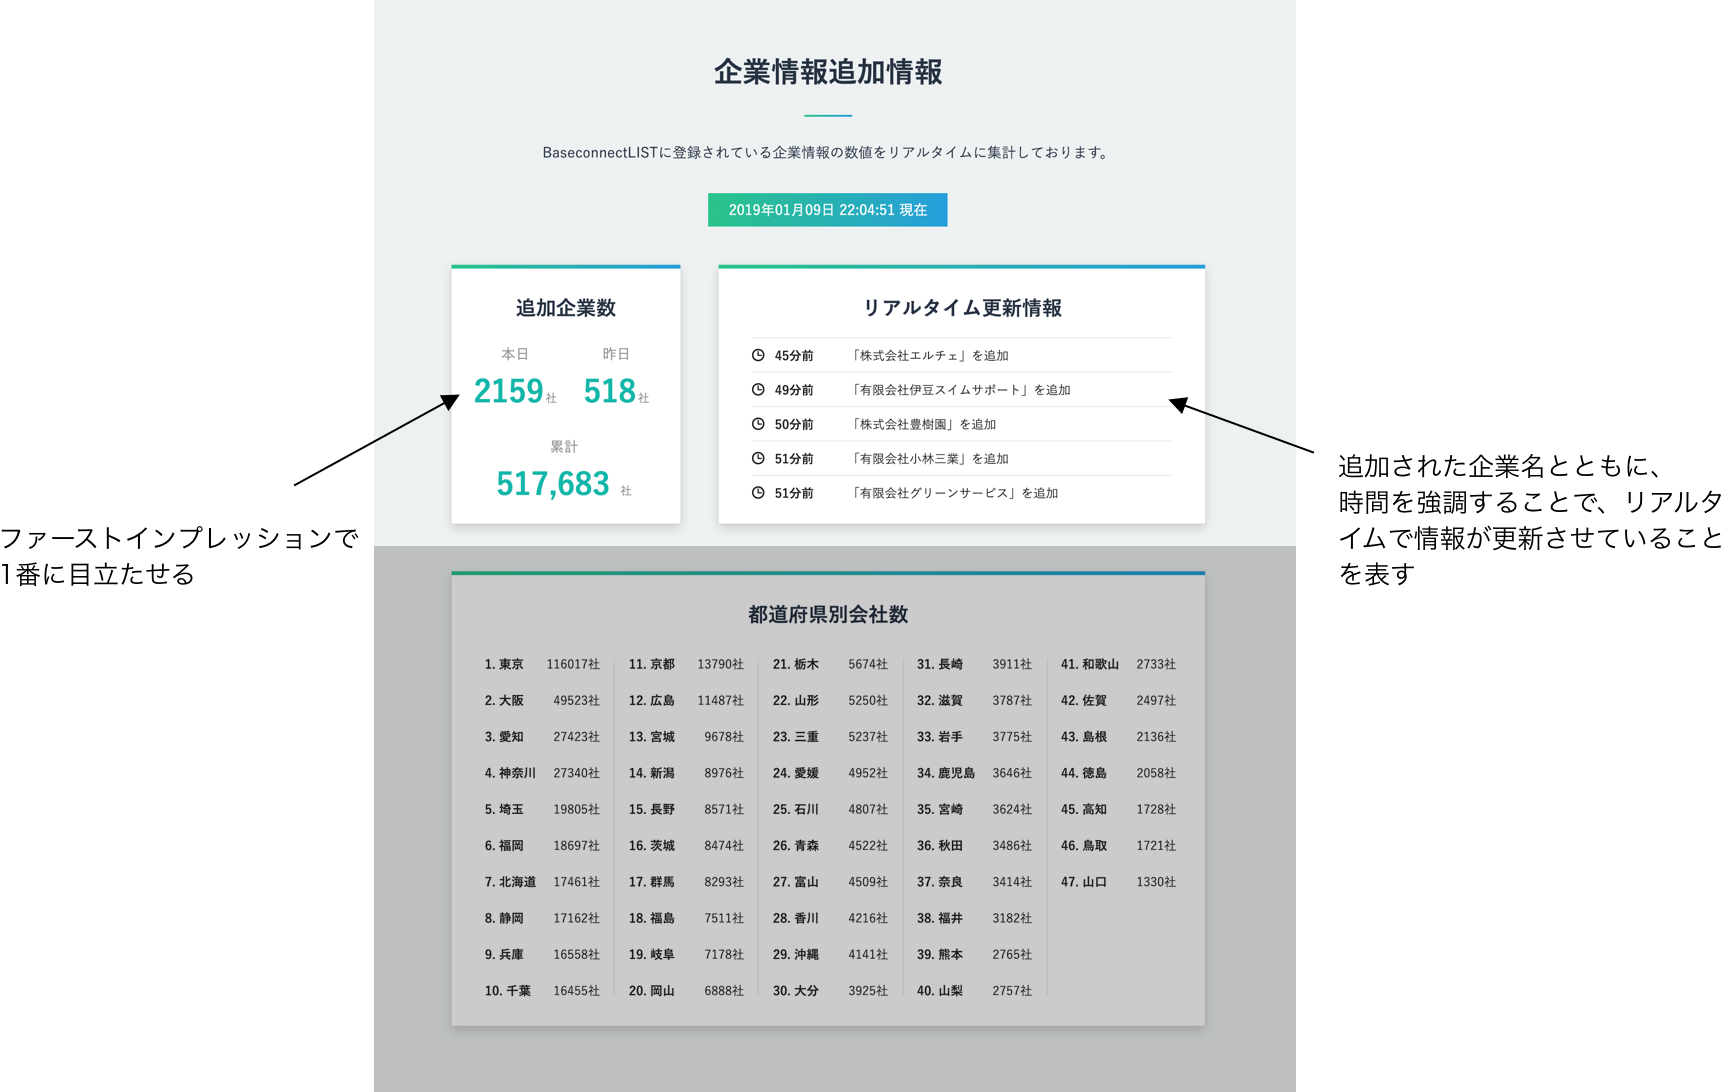 企業情報追加情報
BaseconnectLISTに登録されている企業情報の数値をリアルタイムに集計しております。
2019年01月09日 22:04:51 現在
追加企業数
本日 昨日
2159社 518社
累計
517,683 社
リアルタイム更新情報
45分前 「株式会社エルチェ」を追加
49分前 「有限会社伊豆スイムサポート」を追加
50分前 「株式会社豊樹園」を追加
51分前 「有限会社小林三業」を追加
51分前 「有限会社グリーンサービス」を追加
ファーストインプレッションで
1番に目立たせる
追加された企業名とともに、
時間を強調することで、リアルタ
イムで情報が更新させていること
を表す
都道府県別会社数
1. 東京 116017社
2. 大阪 49523社
3. 愛知 27423社
4. 神奈川 27340社
5. 埼玉 19805社
6. 福岡 18697社
7. 北海道 17461社
8. 静岡 17162社
9. 兵庫 16558社
10. 千葉 16455社
11. 京都 13790社
12. 広島 11487社
13. 宮城 9678社
14. 新潟 8976社
15. 長野 8571社
16. 茨城 8474社
17. 群馬 8293社
18. 福島 7511社
19. 岐阜 7178社
20. 岡山 6888社
21. 栃木 5674社
22. 山形 5250社
23. 三重 5237社
24. 愛媛 4952社
25. 石川 4807社
26. 青森 4522社
27. 富山 4509社
28. 香川 4216社
29. 沖縄 4141社
30. 大分 3925社
31. 長崎 3911社
32. 滋賀 3787社
33. 岩手 3775社
34. 鹿児島 3646社
35. 宮崎 3624社
36. 秋田 3486社
37. 奈良 3414社
38. 福井 3182社
39. 熊本 2765社
40. 山梨 2757社
41. 和歌山 2733社
42. 佐賀 2497社
43. 島根 2136社
44. 徳島 2058社
45. 高知 1728社
46. 鳥取 1721社
47. 山口 1330社